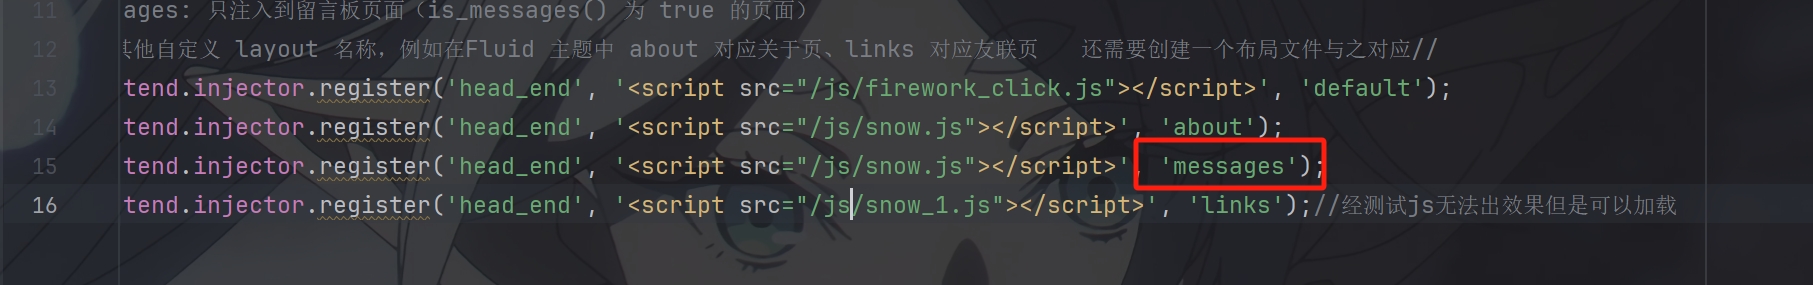 11 ages: 只注入到留言板页面（is_messages() 为 true 的页面）
12 其他自定义 layout 名称，例如在Fluid 主题中 about 对应关于页、links 对应友联页 还需要创建一个布局文件与之对应//
13 tend.injector.register('head_end', '<script src="/js/firework_click.js"></script>', 'default');
14 tend.injector.register('head_end', '<script src="/js/snow.js"></script>', 'about');
15 tend.injector.register('head_end', '<script src="/js/snow.js"></script>', 'messages');
16 tend.injector.register('head_end', '<script src="/js/snow_1.js"></script>', 'links');//经测试js无法出效果但是可以加载